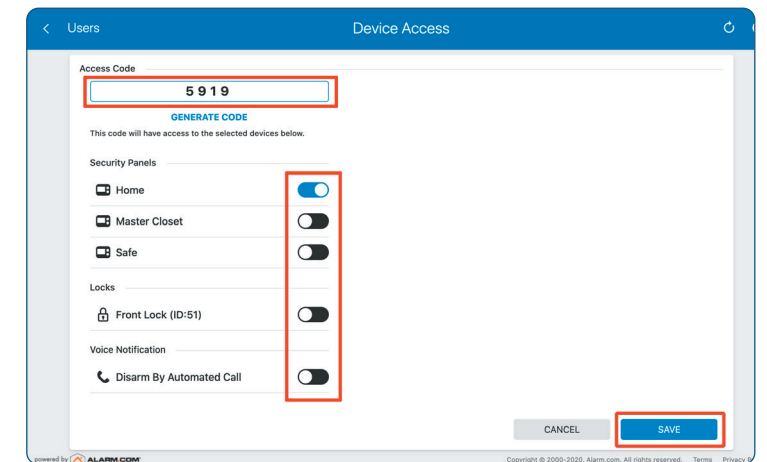 Users
Device Access
Access Code
5919
GENERATE CODE
This code will have access to the selected devices below.
Security Panels
Home
Master Closet
Safe
Locks
Front Lock (ID:51)
Voice Notification
Disarm By Automated Call
CANCEL
SAVE
powered by ALARM.COM
Copyright © 2000-2020, Alarm.com. All rights reserved. Terms Privacy